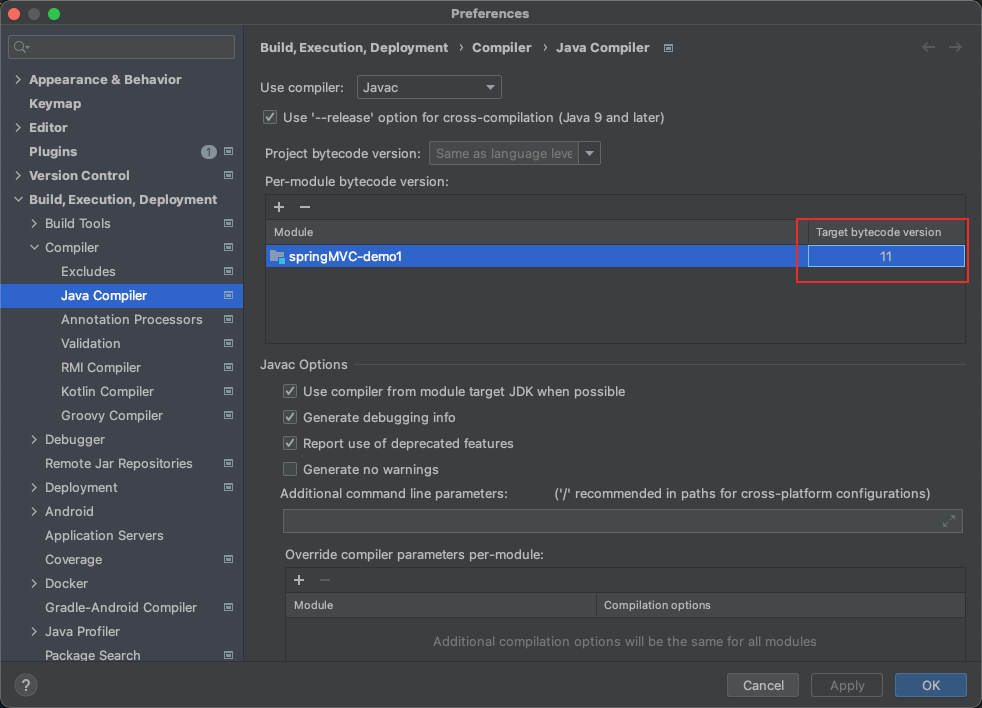 Preferences
Appearance & Behavior
Keymap
Editor
Plugins 1
Version Control
Build, Execution, Deployment
Build Tools
Compiler
Excludes
Java Compiler
Annotation Processors
Validation
RMI Compiler
Kotlin Compiler
Groovy Compiler
Debugger
Remote Jar Repositories
Deployment
Android
Application Servers
Coverage
Docker
Gradle-Android Compiler
Java Profiler
Package Search
Build, Execution, Deployment › Compiler › Java Compiler
Use compiler: Javac
Use '--release' option for cross-compilation (Java 9 and later)
Project bytecode version: Same as language leve
Per-module bytecode version:
Module Target bytecode version
springMVC-demo1 11
Javac Options
Use compiler from module target JDK when possible
Generate debugging info
Report use of deprecated features
Generate no warnings
Additional command line parameters: ('/' recommended in paths for cross-platform configurations)
Override compiler parameters per-module:
Module Compilation options
Additional compilation options will be the same for all modules
? Cancel Apply OK